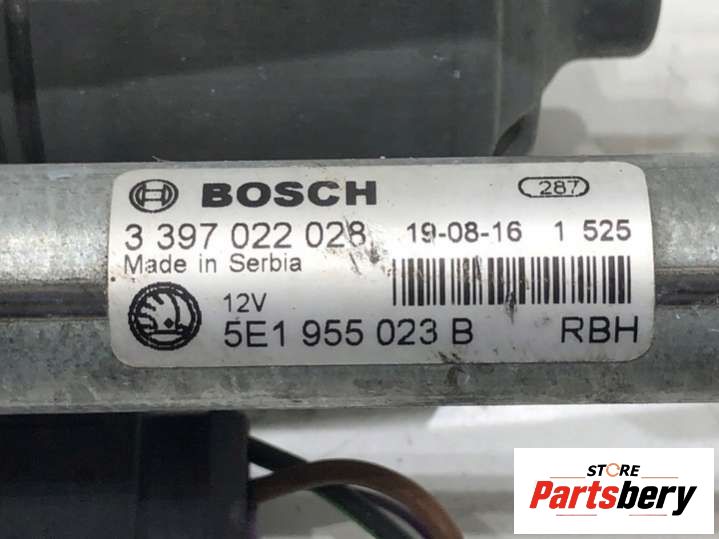 BOSCH 287
3 397 022 028 19-08-16 1 525
Made in Serbia
12V
5E1 955 023 B RBH
STORE
Partsbery